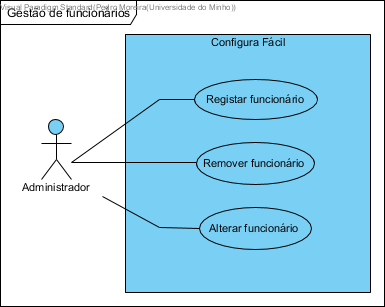 Visual Paradigm Standard(Pedro Moreira(Universidade do Minho))
Gestão de funcionários
Configura Fácil
Registar funcionário
Remover funcionário
Administrador
Alterar funcionário